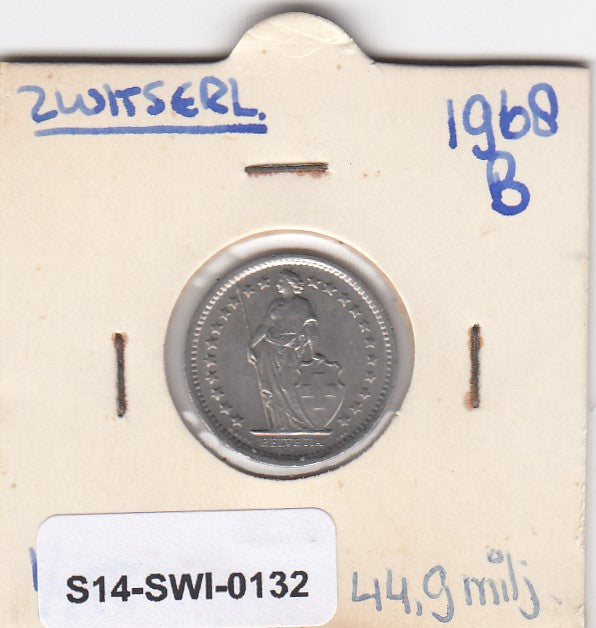 ZWITSERL.
1968
B
HELVETIA
S14-SWI-0132
44,9 milj.